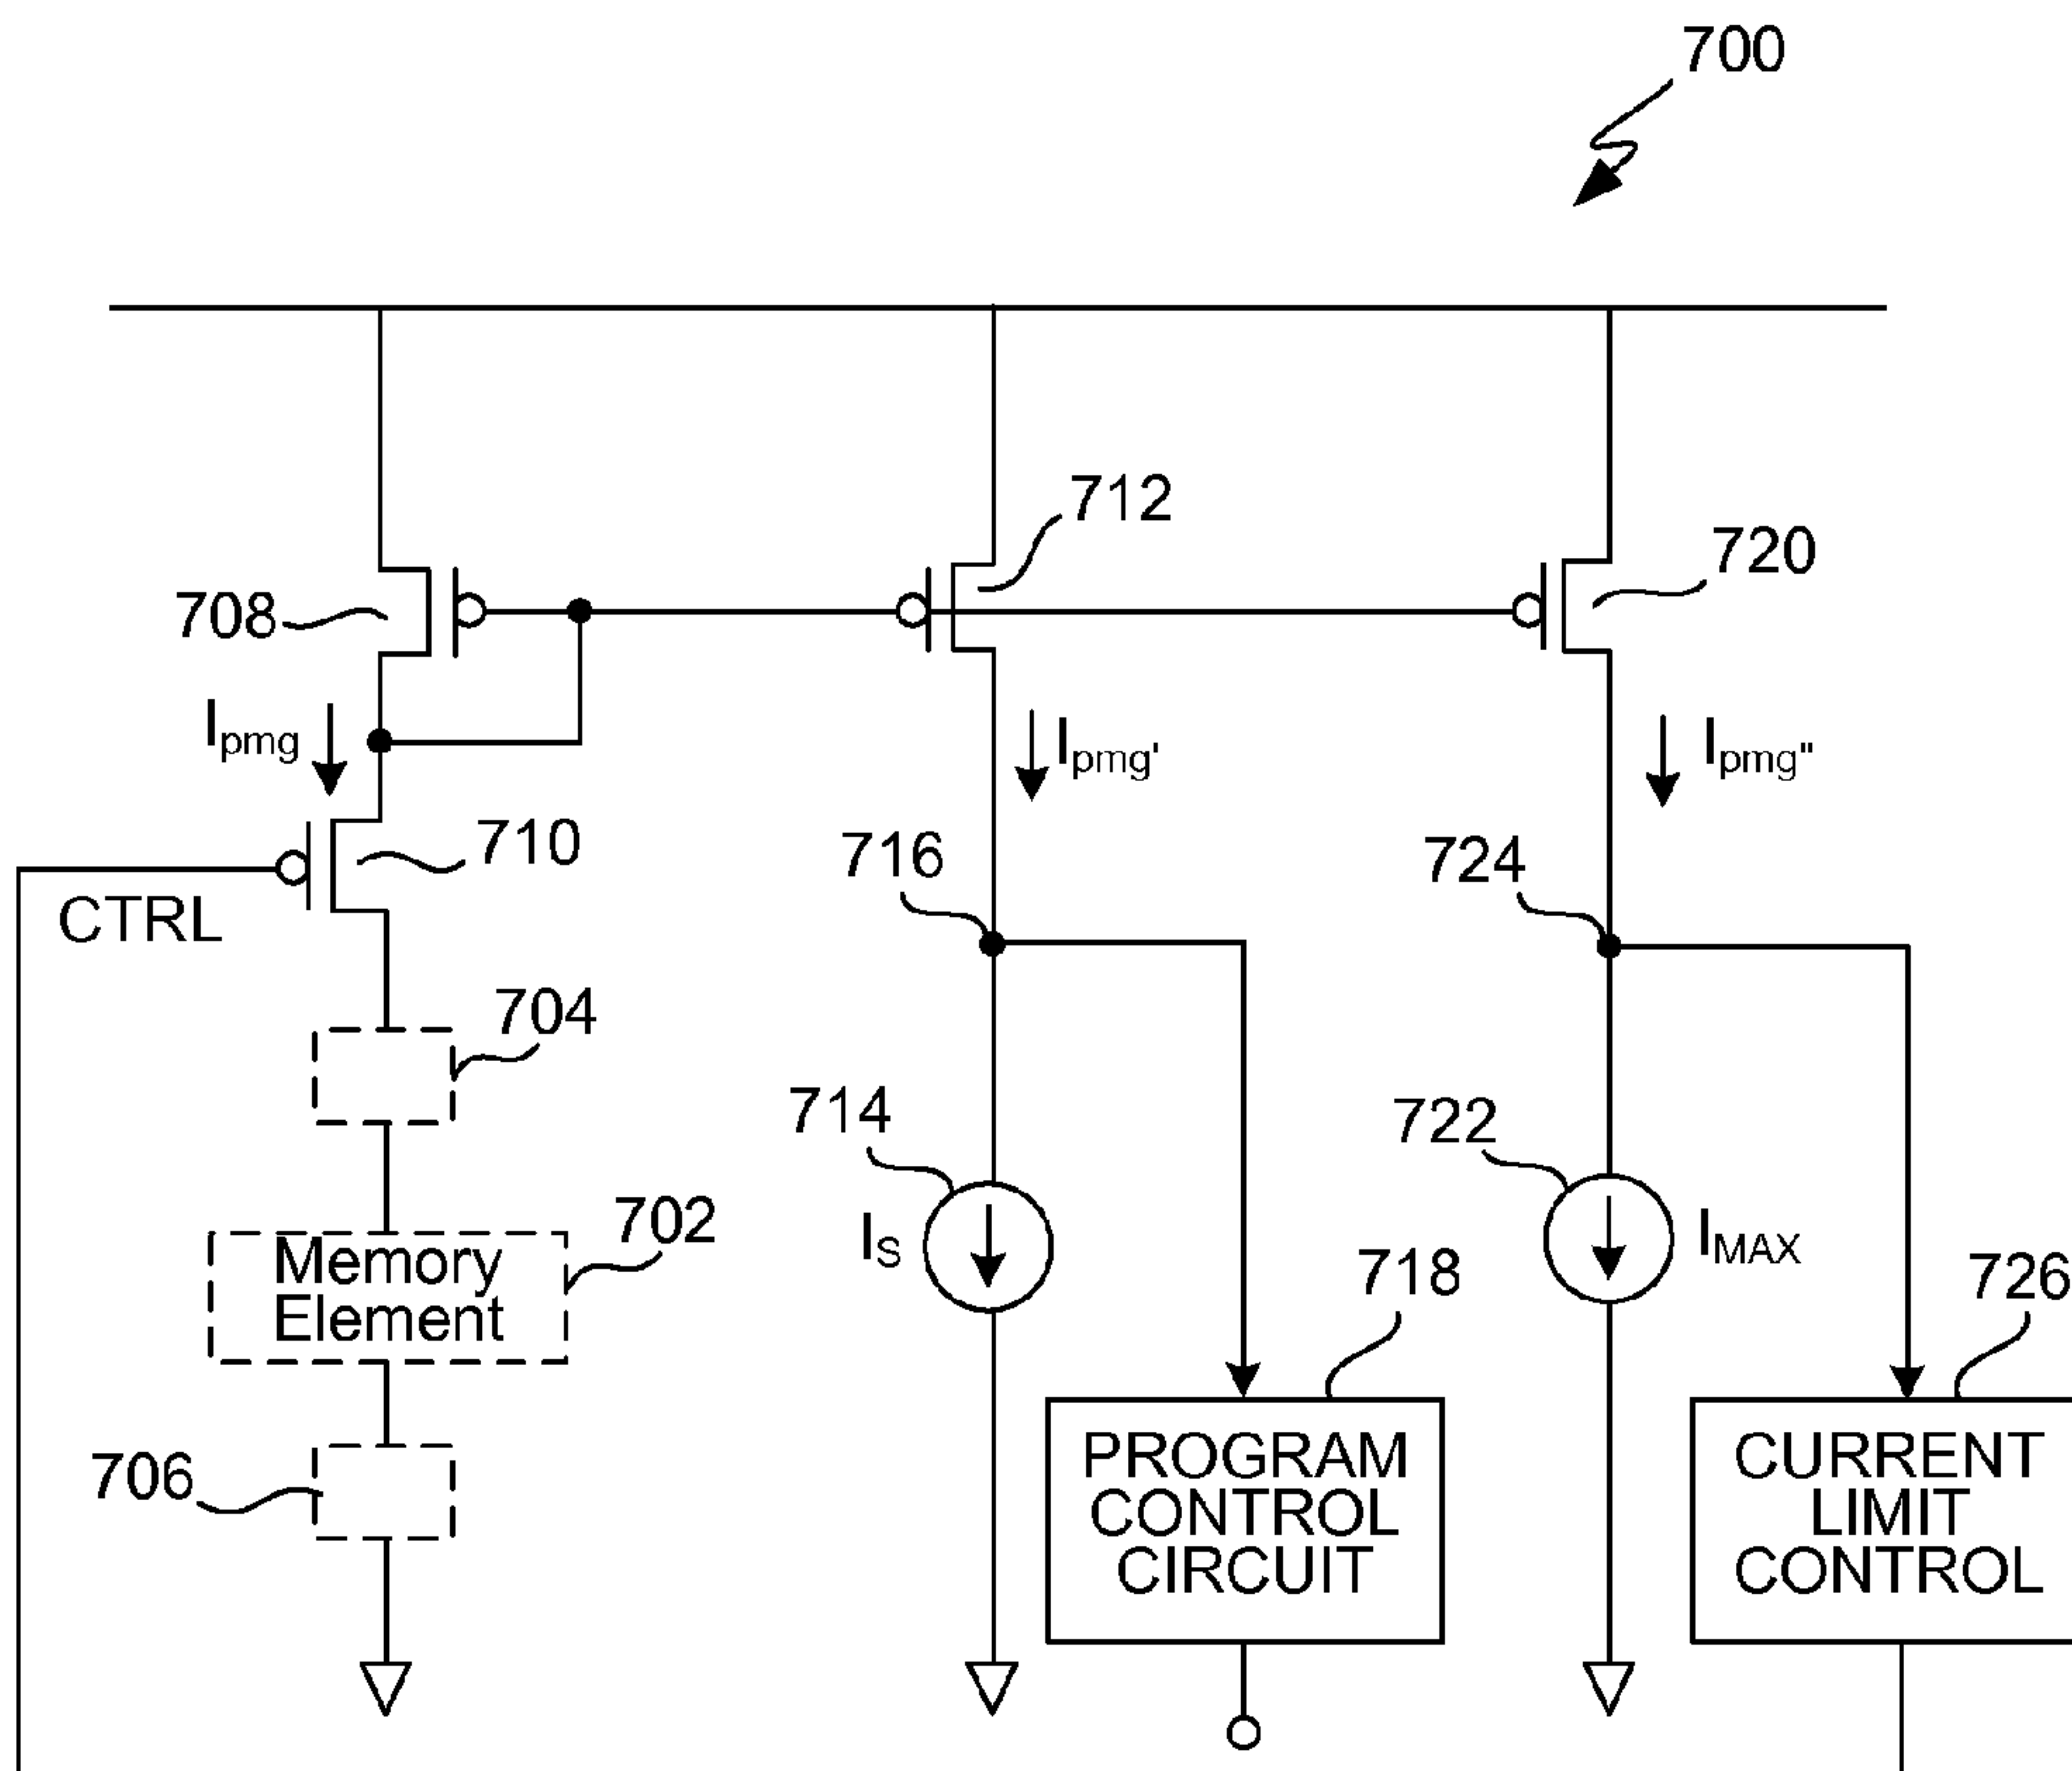 700
712
720
708
Ipmg
Ipmg'
Ipmg"
710
716
724
CTRL
704
714
722
702
IS
IMAX
Memory
Element
718
726
706
PROGRAM
CONTROL
CIRCUIT
CURRENT
LIMIT
CONTROL